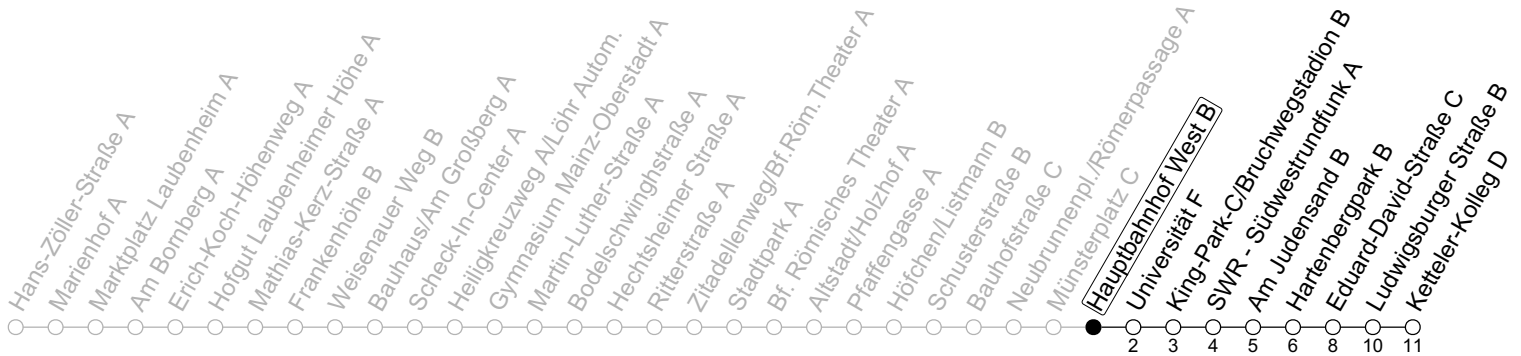 Hans-Zöller-Straße A
Marienhof A
Marktplatz Laubenheim A
Am Bornberg A
Erich-Koch-Höhenweg A
Hofgut Laubenheimer Höhe A
Mathias-Kerz-Straße A
Frankenhöhe B
Weisenauer Weg B
Bauhaus/Am Großberg A
Scheck-In-Center A
Heiligkreuzweg A/Löhr Autom.
Gymnasium Mainz-Oberstadt A
Martin-Luther-Straße A
Bodelschwinghstraße A
Hechtsheimer Straße A
Ritterstraße A
Zitadellenweg/Bf.Röm.Theater A
Stadtpark A
Bf. Römisches Theater A
Altstadt/Holzhof A
Pfaffengasse A
Höfchen/Listmann B
Schusterstraße B
Bauhofstraße C
Neubrunnenpl./Römerpassage A
Münsterplatz C
Hauptbahnhof West B
Universität F
King-Park-C/Bruchwegstadion B
SWR - Südwestrundfunk A
Am Judensand B
Hartenbergpark B
Eduard-David-Straße C
Ludwigsburger Straße B
Ketteler-Kolleg D
2 3 4 5 6 8 10 11